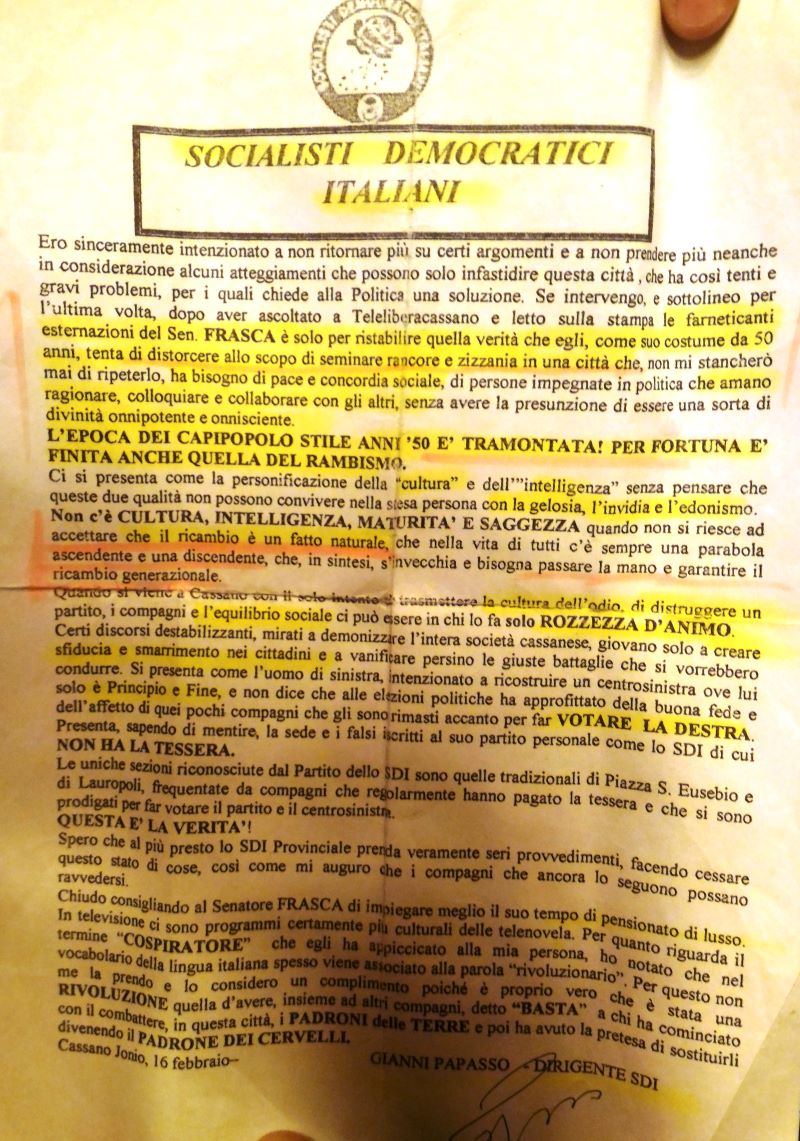 SOCIALISTI DEMOCRATICI
ITALIANI
Ero sinceramente intenzionato a non ritornare più su certi argomenti e a non prendere più neanche
in considerazione alcuni atteggiamenti che possono solo infastidire questa città, che ha così tenti e
gravi problemi, per i quali chiede alla Politica una soluzione. Se intervengo, e sottolineo per
l'ultima volta, dopo aver ascoltato a Teleliberacassano e letto sulla stampa le farneticanti
esternazioni del Sen. FRASCA è solo per ristabilire quella verità che egli, come suo costume da 50
anni, tenta di distorcere allo scopo di seminare rancore e zizzania in una città che, non mi stancherò
mai di ripeterlo, ha bisogno di pace e concordia sociale, di persone impegnate in politica che amano
ragionare, colloquiare e collaborare con gli altri, senza avere la presunzione di essere una sorta di
divinità onnipotente e onnisciente.
L'EPOCA DEI CAPIPOPOLO STILE ANNI '50 E' TRAMONTATA! PER FORTUNA E'
FINITA ANCHE QUELLA DEL RAMBISMO.
Ci si presenta come la personificazione della "cultura" e dell'"intelligenza" senza pensare che
queste due qualità non possono convivere nella stesa persona con la gelosia, l'invidia e l'edonismo.
Non c'è CULTURA, INTELLIGENZA, MATURITA' E SAGGEZZA quando non si riesce ad
accettare che il ricambio è un fatto naturale, che nella vita di tutti c'è sempre una parabola
ascendente e una discendente, che, in sintesi, s'invecchia e bisogna passare la mano e garantire il
ricambio generazionale.
Quando si viene a Cassano con il solo intento di trasmettere la cultura dell'odio, di distruggere un
partito, i compagni e l'equilibrio sociale ci può essere in chi lo fa solo ROZZEZZA D'ANIMO.
Certi discorsi destabilizzanti, mirati a demonizzare l'intera società cassanese, giovano solo a creare
sfiducia e smarrimento nei cittadini e a vanificare persino le giuste battaglie che si vorrebbero
condurre. Si presenta come l'uomo di sinistra, intenzionato a ricostruire un centrosinistra ove lui
solo è Principio e Fine, e non dice che alle elezioni politiche ha approfittato della buona fede e
dell'affetto di quei pochi compagni che gli sono rimasti accanto per far VOTARE LA DESTRA.
Presenta, sapendo di mentire, la sede e i falsi iscritti al suo partito personale come lo SDI di cui
NON HA LA TESSERA.
Le uniche sezioni riconosciute dal Partito dello SDI sono quelle tradizionali di Piazza S. Eusebio e
di Lauropoli, frequentate da compagni che regolarmente hanno pagato la tessera e che si sono
prodigati per far votare il partito e il centrosinistra.
QUESTA E' LA VERITA'!
Spero che al più presto lo SDI Provinciale prenda veramente seri provvedimenti, facendo cessare
questo stato di cose, così come mi auguro che i compagni che ancora lo seguono possano
ravvedersi.
Chiudo consigliando al Senatore FRASCA di impiegare meglio il suo tempo di pensionato di lusso.
In televisione ci sono programmi certamente più culturali delle telenovela. Per quanto riguarda il
termine "COSPIRATORE" che egli ha appiccicato alla mia persona, ho notato che nel
vocabolario della lingua italiana spesso viene associato alla parola "rivoluzionario". Per questo non
me la prendo e lo considero un complimento poiché è proprio vero che è stata una
RIVOLUZIONE quella d'avere, insieme ad altri compagni, detto "BASTA" a chi ha cominciato
con il combattere, in questa città, i PADRONI delle TERRE e poi ha avuto la pretesa di sostituirli
divenendo il PADRONE DEI CERVELLI.
Cassano Jonio, 16 febbraio
GIANNI PAPASSO - DIRIGENTE SDI